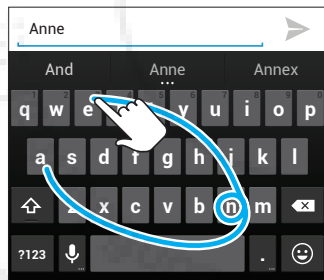 Anne
And Anne Annex
q w e y u i o p
a s d f g h j k l
z x c v b n m
?123 .